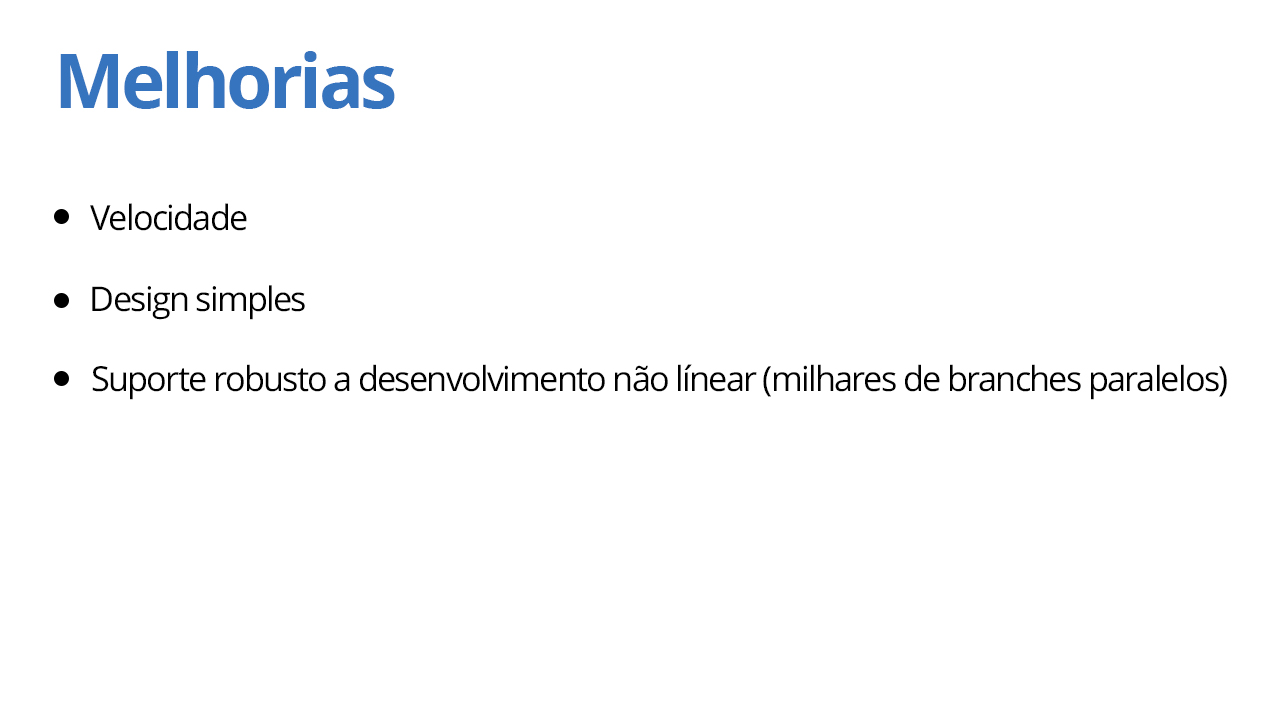 Melhorias
Velocidade
Design simples
Suporte robusto a desenvolvimento não línear (milhares de branches paralelos)